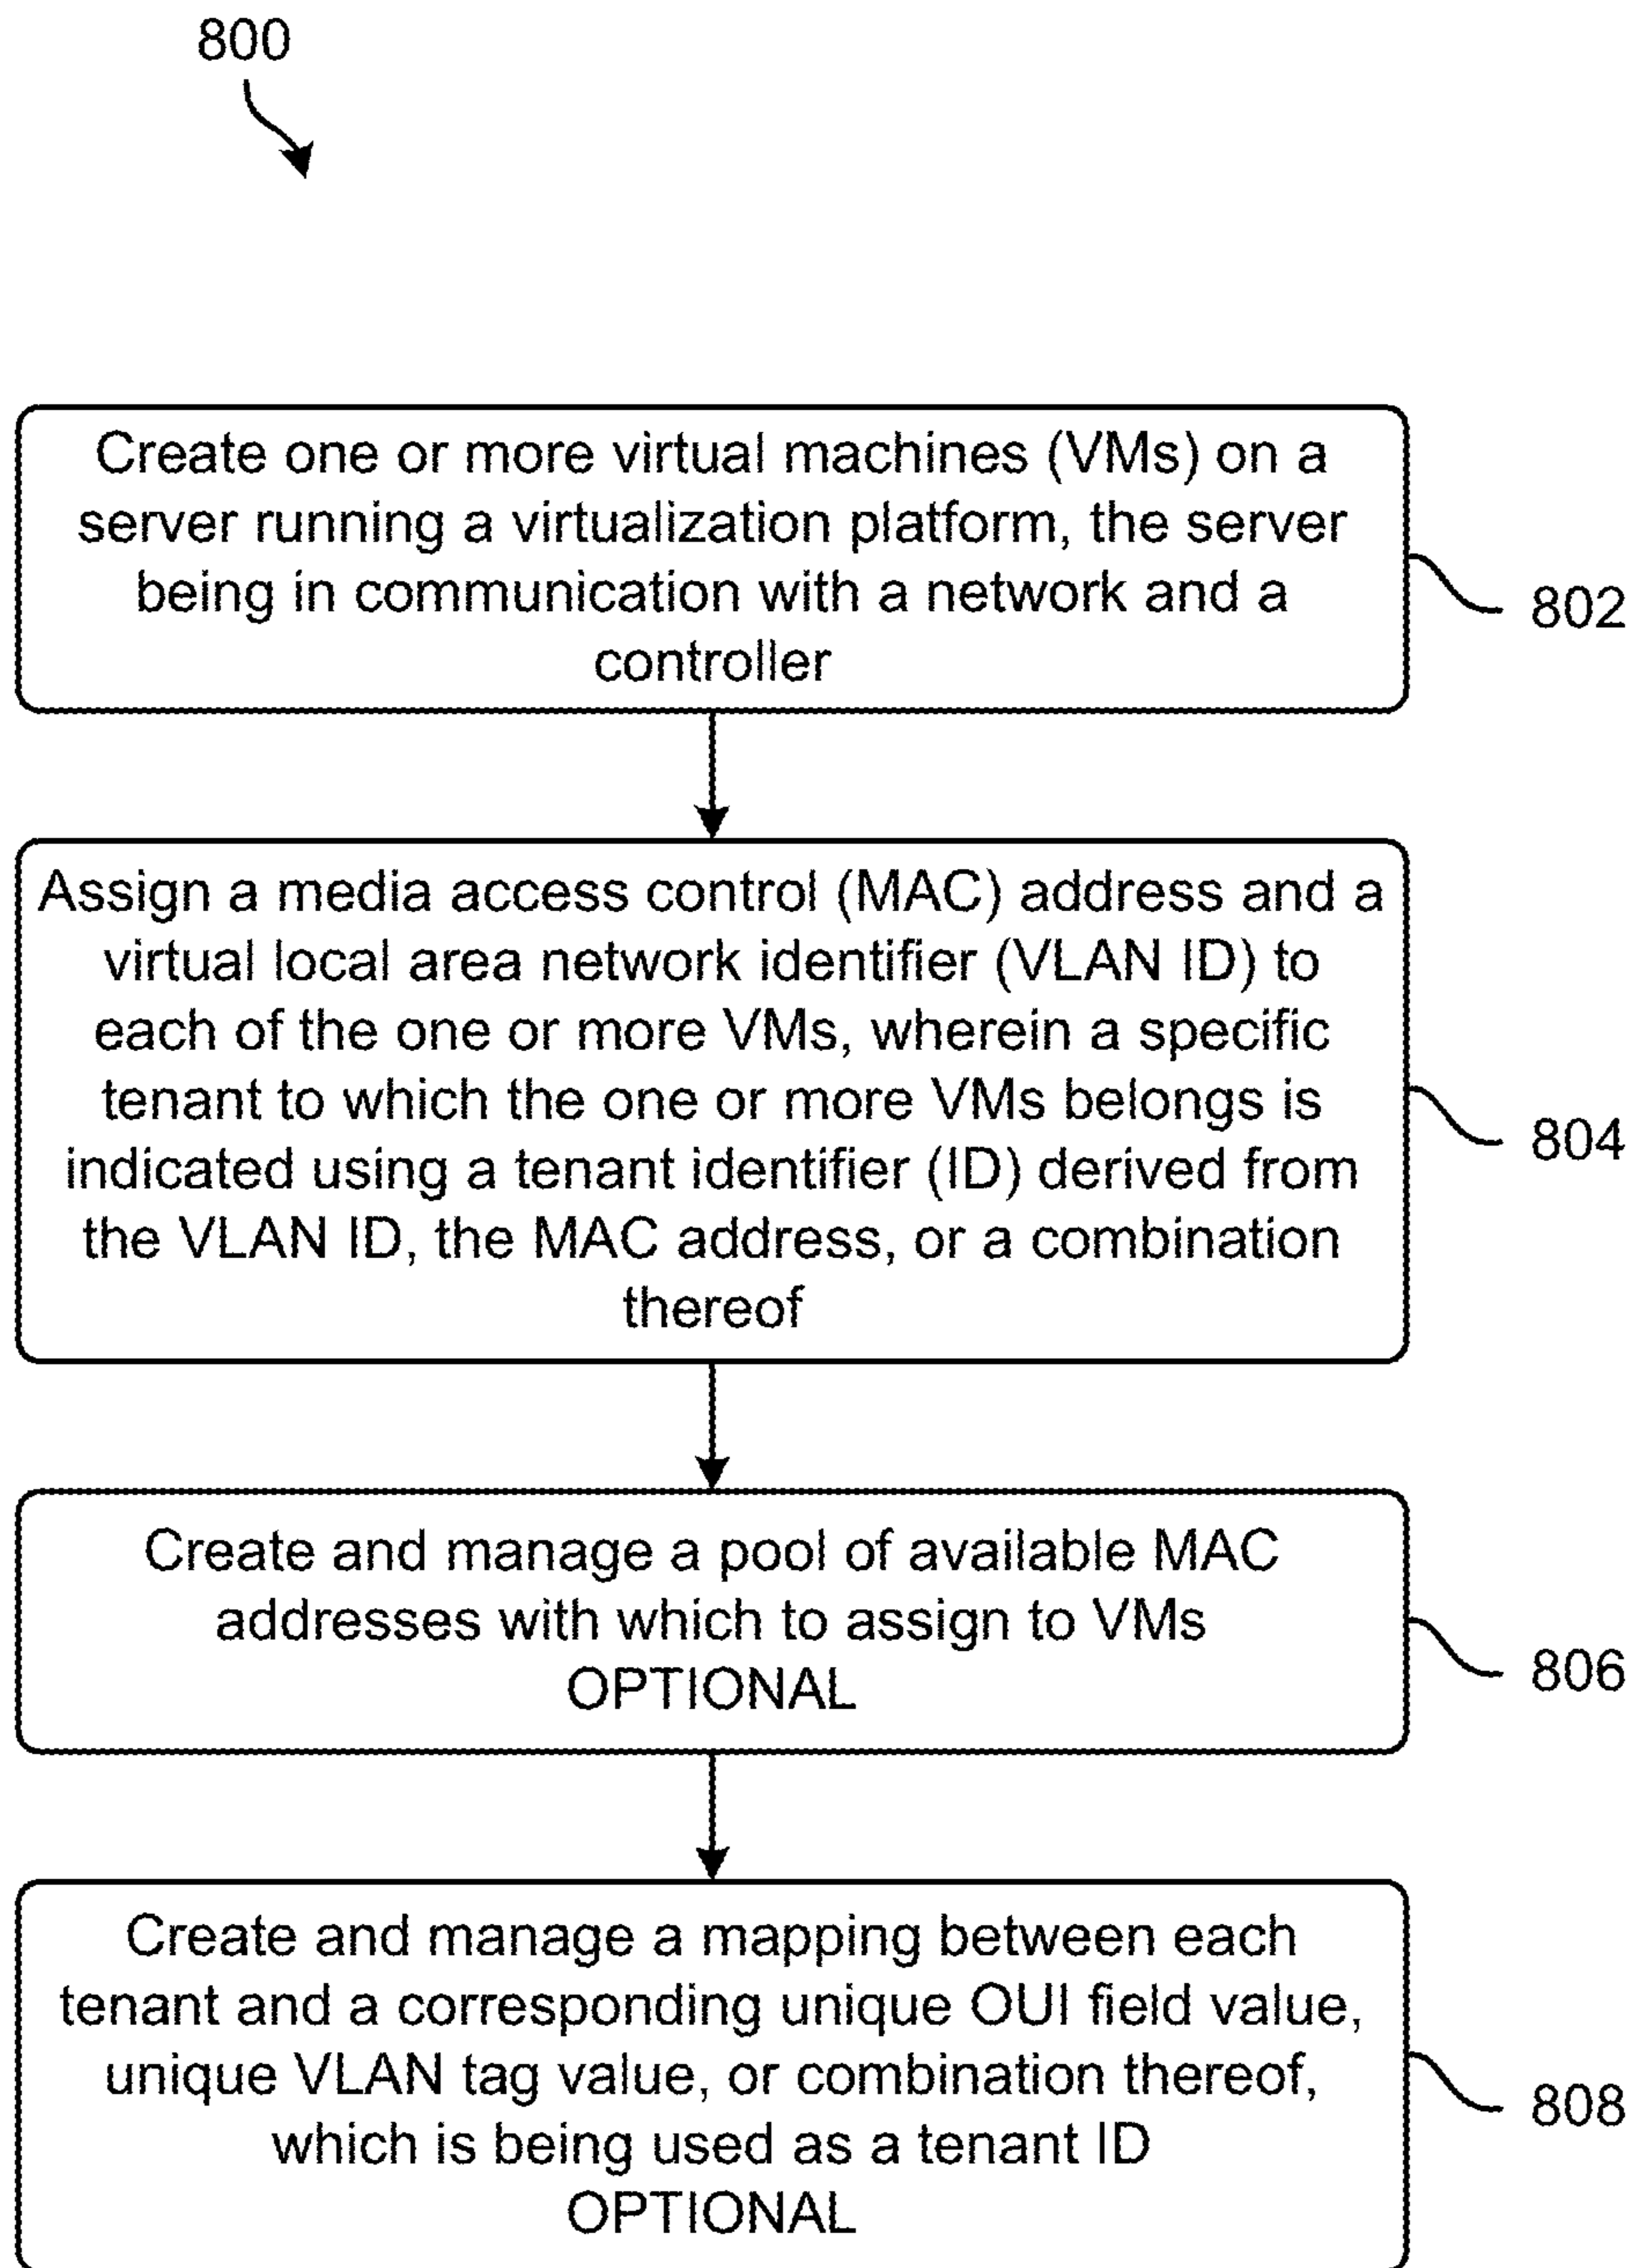 800
Create one or more virtual machines (VMs) on a
server running a virtualization platform, the server
being in communication with a network and a
controller
802
Assign a media access control (MAC) address and a
virtual local area network identifier (VLAN ID) to
each of the one or more VMs, wherein a specific
tenant to which the one or more VMs belongs is
indicated using a tenant identifier (ID) derived from
the VLAN ID, the MAC address, or a combination
thereof
804
Create and manage a pool of available MAC
addresses with which to assign to VMs
OPTIONAL
806
Create and manage a mapping between each
tenant and a corresponding unique OUI field value,
unique VLAN tag value, or combination thereof,
which is being used as a tenant ID
OPTIONAL
808